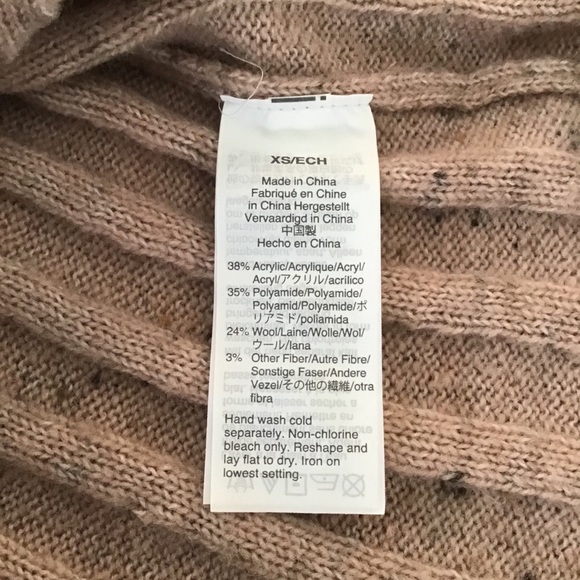 XS/ECH
Made in China
Fabriqué en Chine
in China Hergestellt
Vervaardigd in China
中国製
Hecho en China
38% Acrylic/Acrylique/Acryl/
Acryl/アクリル/acrilico
35% Polyamide/Polyamide/
Polyamid/Polyamide/ポ
リアミド/poliamida
24% Wool/Laine/Wolle/Wol/
ウール/lana
3% Other Fiber/Autre Fibre/
Sonstige Faser/Andere
Vezel/その他の繊維/otra
fibra
Hand wash cold
separately. Non-chlorine
bleach only. Reshape and
lay flat to dry. Iron on
lowest setting.